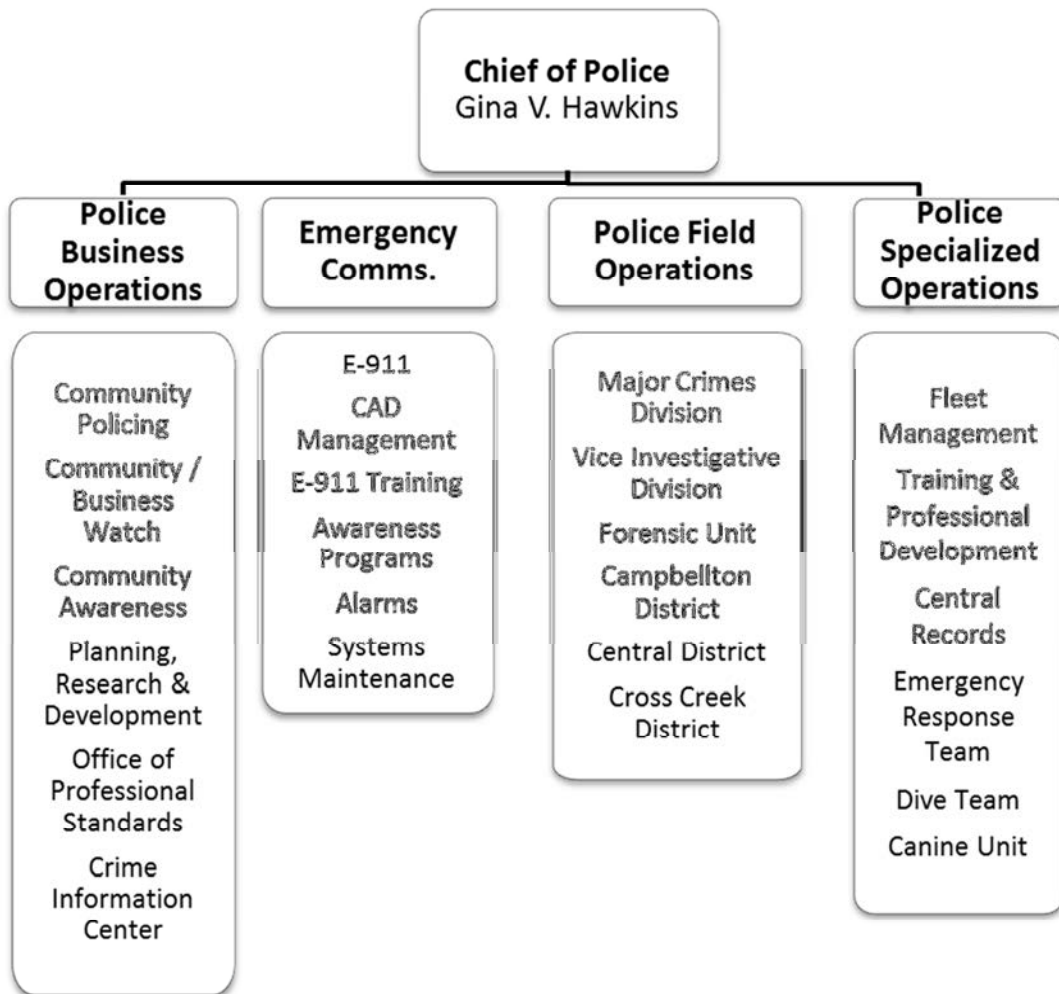 Chief of Police
Gina V. Hawkins
Police
Business
Operations
Emergency
Comms.
Police Field
Operations
Police
Specialized
Operations
Community
Policing
Community /
Business
Watch
Community
Awareness
Planning,
Research &
Development
Office of
Professional
Standards
Crime
Information
Center
E-911
CAD
Management
E-911 Training
Awareness
Programs
Alarms
Systems
Maintenance
Major Crimes
Division
Vice Investigative
Division
Forensic Unit
Campbellton
District
Central District
Cross Creek
District
Fleet
Management
Training &
Professional
Development
Central
Records
Emergency
Response
Team
Dive Team
Canine Unit